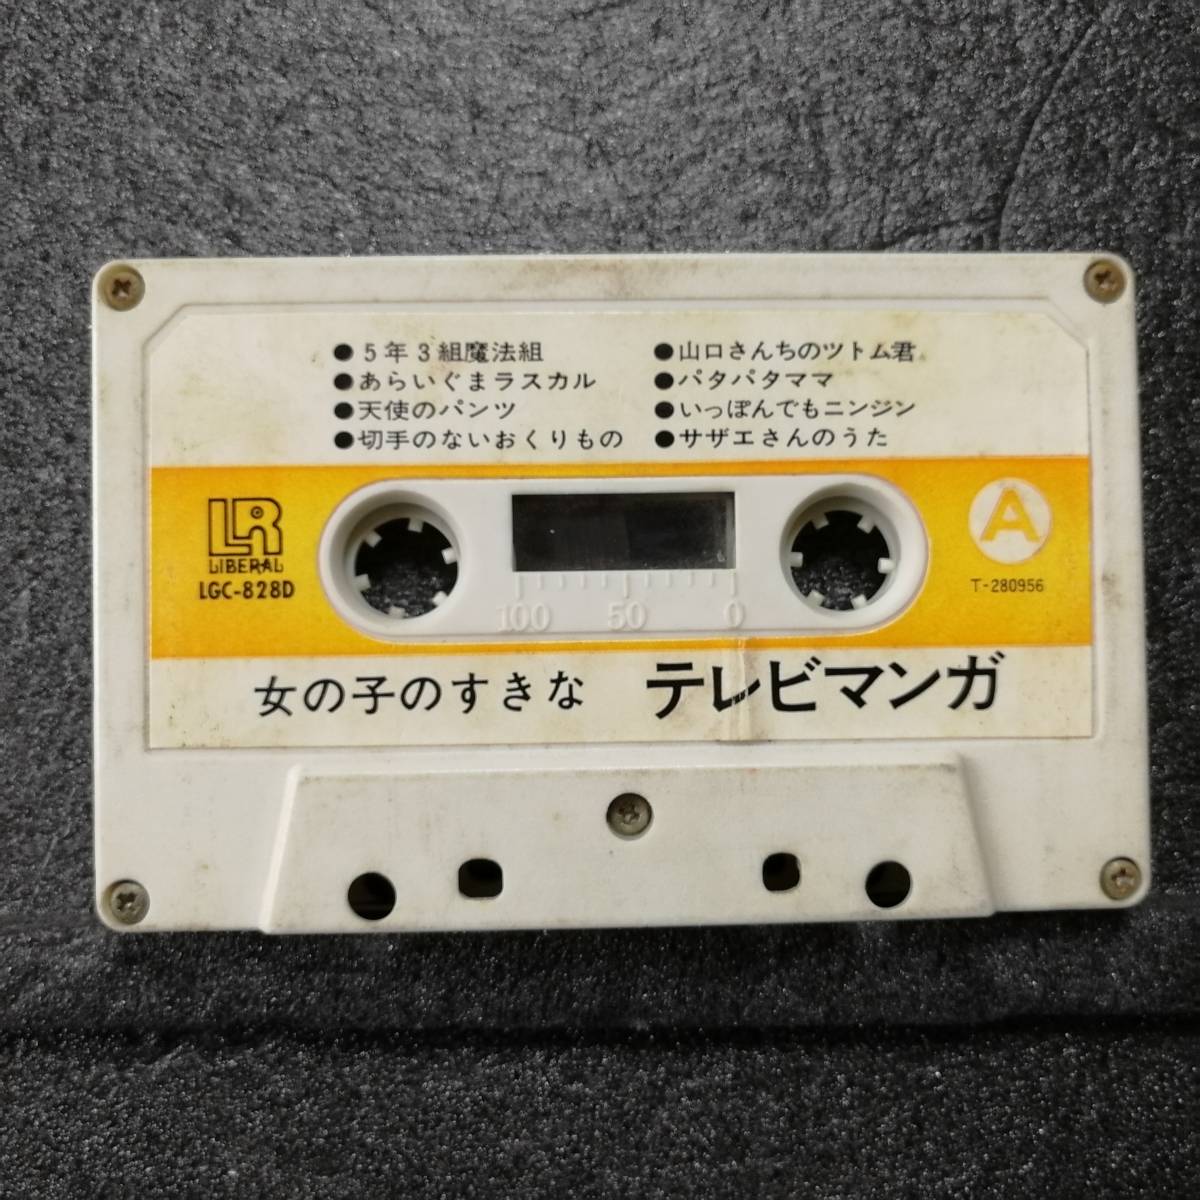 ●5年3組魔法組
●あらいぐまラスカル
●天使のパンツ
●切手のないおくりもの
●山口さんちのツトム君
●パタパタママ
●いっぽんでもニンジン
●サザエさんのうた
LR
LIBERAL
LGC-828D
100 50 0
A
T-280956
女の子のすきな テレビマンガ